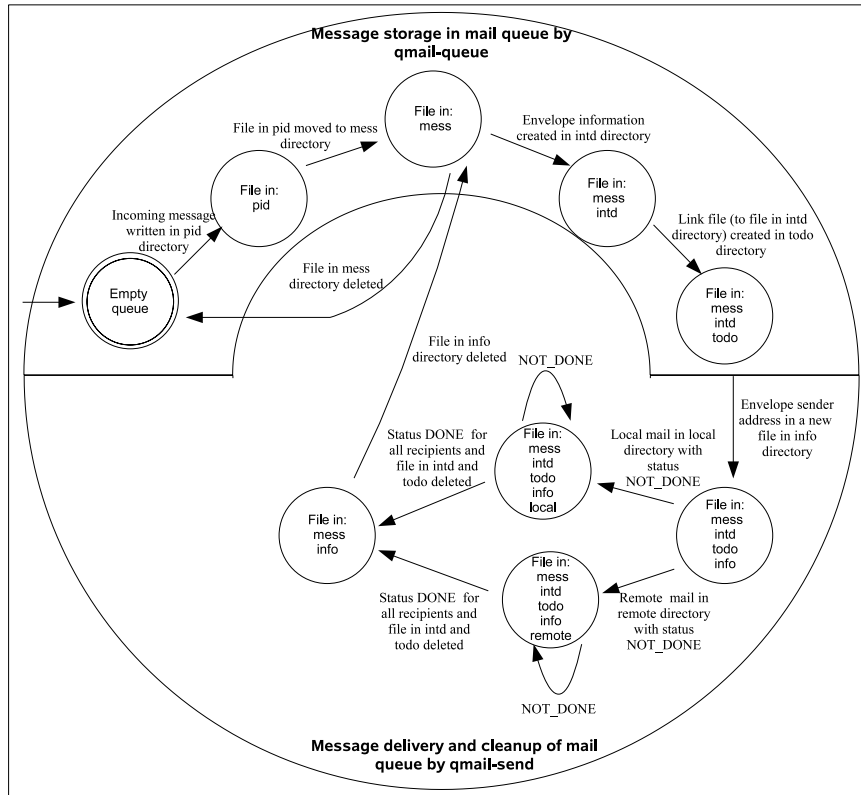 Message storage in mail queue by
qmail-queue
File in:
mess
Envelope information
created in intd directory
File in pid moved to mess
directory
File in:
pid
File in:
mess
intd
Incoming message
written in pid
directory
Link file (to file in intd
directory) created in todo
directory
File in mess
directory deleted
Empty
queue
File in:
mess
intd
todo
File in info
directory deleted
NOT_DONE
Envelope sender
address in a new
file in info
directory
Status DONE for
all recipients and
file in intd and
todo deleted
File in:
mess
intd
todo
info
local
Local mail in local
directory with
status
NOT_DONE
File in:
mess
info
File in:
mess
intd
todo
info
Status DONE for
all recipients and
file in intd and
todo deleted
File in:
mess
intd
todo
info
remote
Remote mail in
remote directory
with status
NOT_DONE
NOT_DONE
Message delivery and cleanup of mail
queue by qmail-send